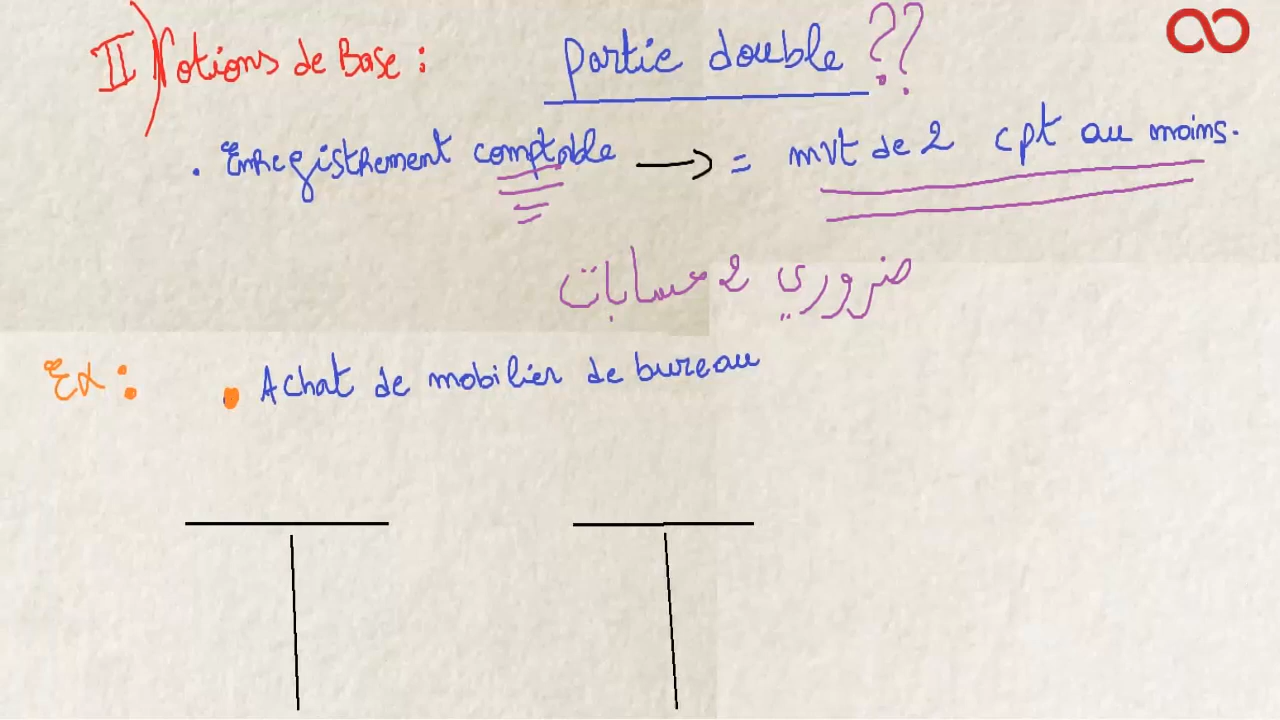 II) Notions de Base : Partie double ??
. Enregistrement comptable → = mvt de 2 cpt au moins.
ضروري 2 حسابات
Ex : • Achat de mobilier de bureau